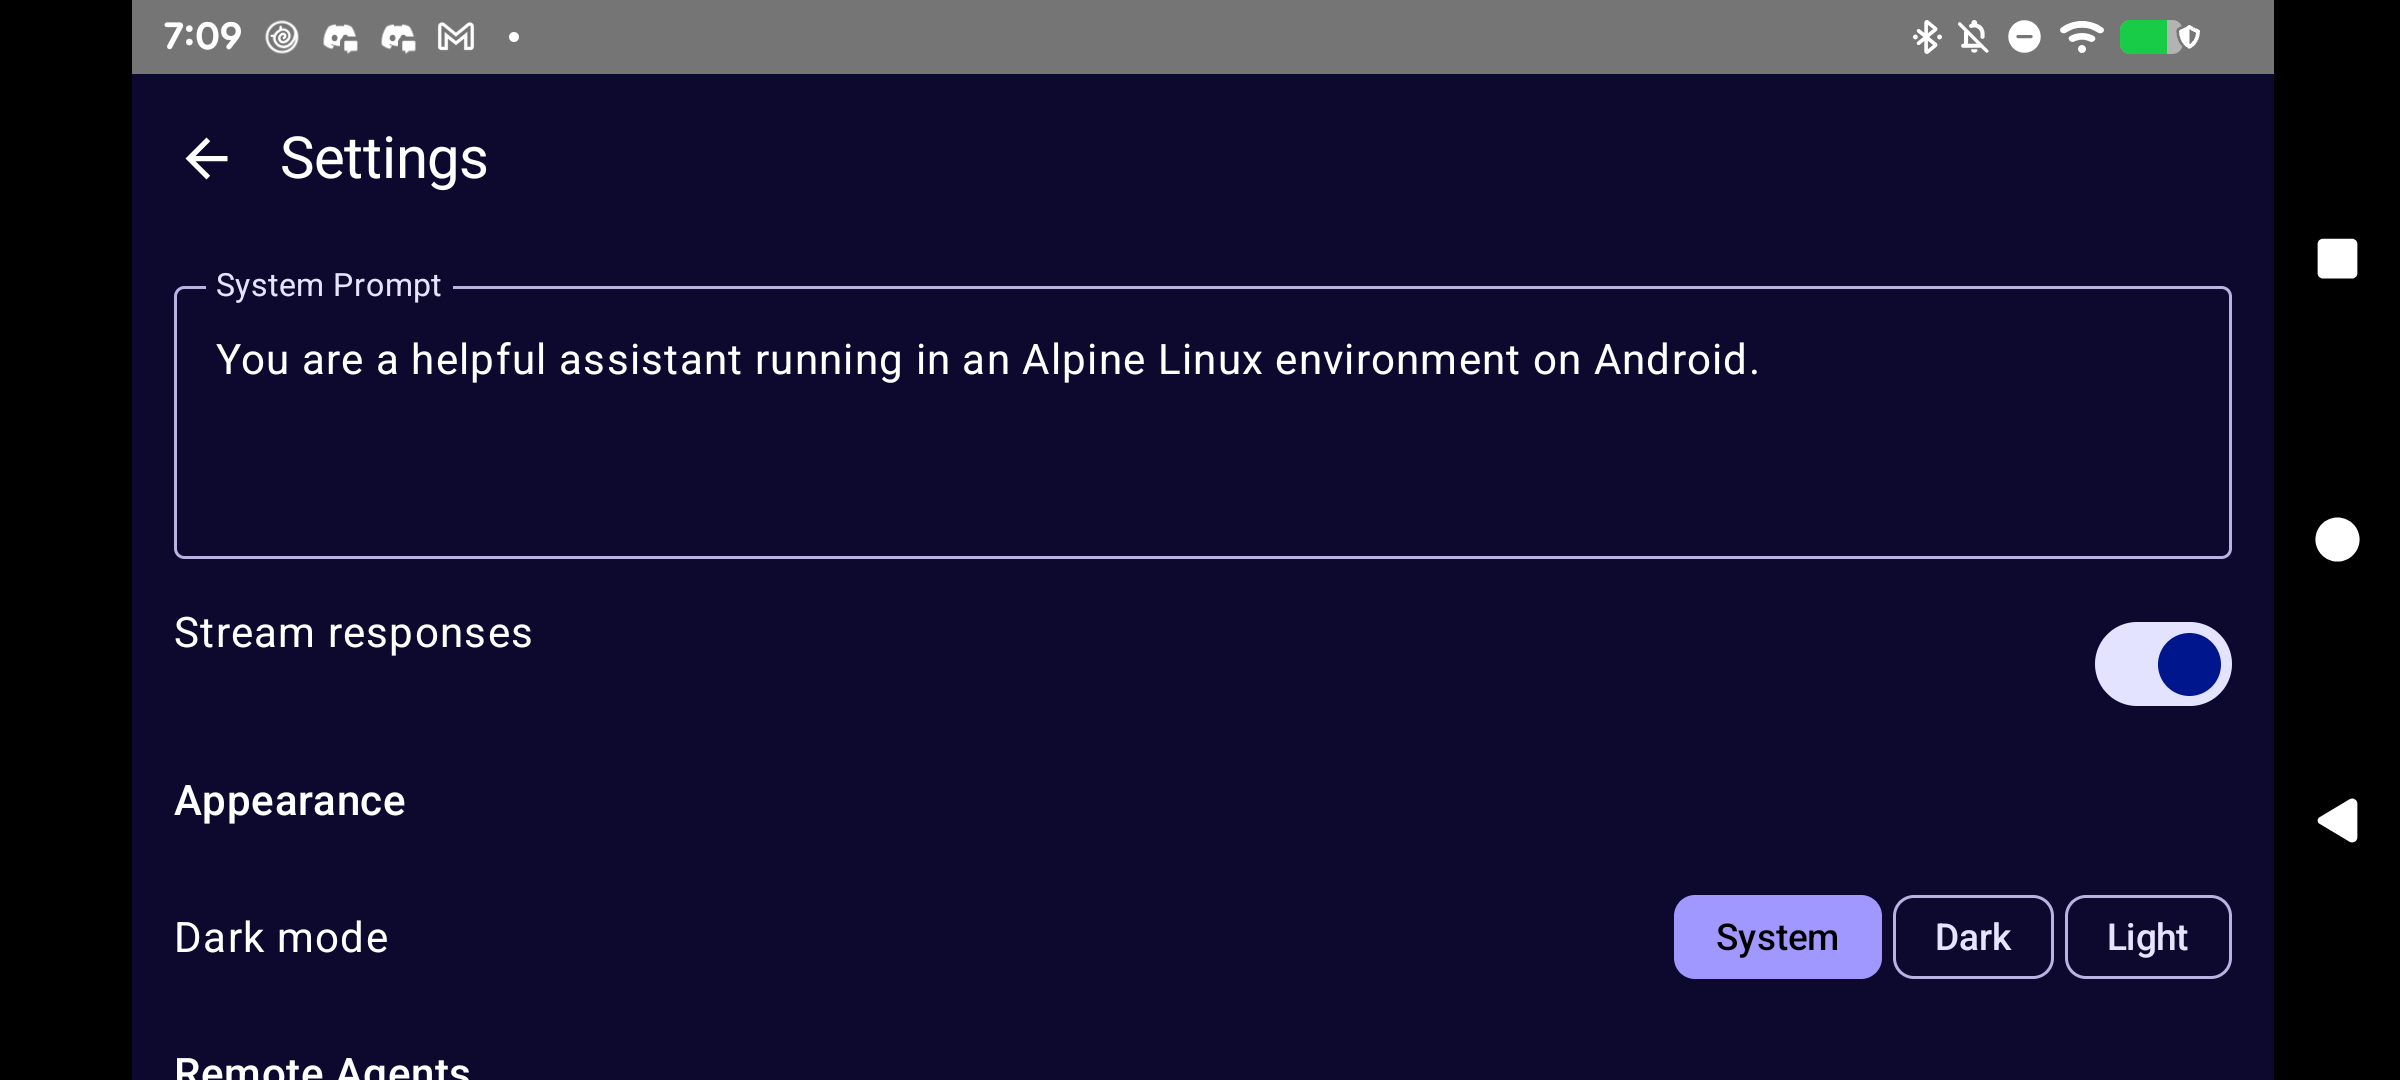 7:09
Settings
System Prompt
You are a helpful assistant running in an Alpine Linux environment on Android.
Stream responses
Appearance
Dark mode
System
Dark
Light
Remote Agents